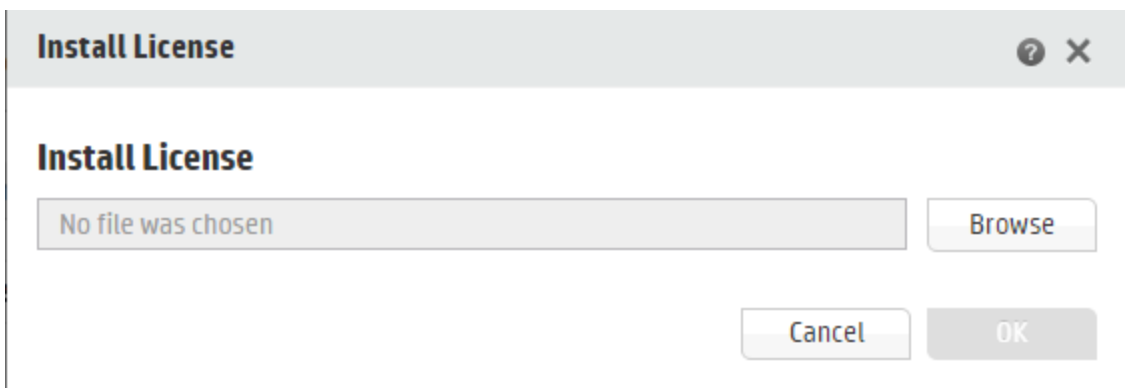 Install License
Install License
No file was chosen
Browse
Cancel
OK